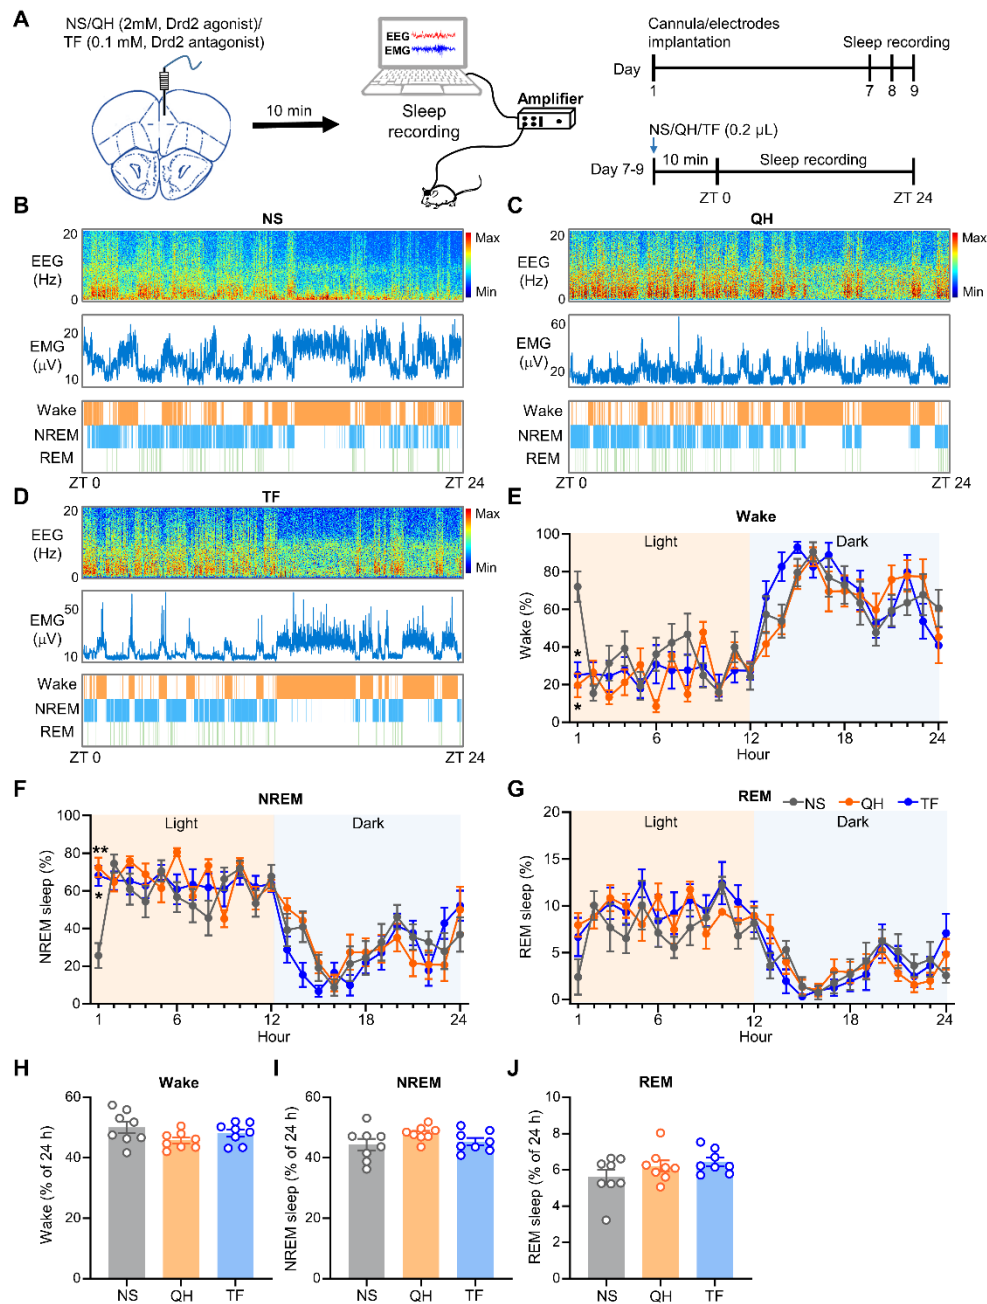 A
NS/QH (2mM, Drd2 agonist)/
TF (0.1 mM, Drd2 antagonist)
10 min
EEG
EMG
Sleep
recording
Amplifier
Cannula/electrodes
implantation
Sleep recording
Day
1
7
8
9
NS/QH/TF (0.2 μL)
Day 7-9
10 min
Sleep recording
ZT 0
ZT 24
B
NS
20
EEG
(Hz)
0
Max
Min
20
EMG
(μV)
10
Wake
NREM
REM
ZT 0
ZT 24
C
QH
20
EEG
(Hz)
0
Max
Min
60
EMG
(μV)
20
Wake
NREM
REM
ZT 0
ZT 24
D
TF
20
EEG
(Hz)
0
Max
Min
50
EMG
(μV)
10
Wake
NREM
REM
ZT 0
ZT 24
E
Wake
Light
Dark
Wake (%)
100
80
60
40
20
0
*
*
1
6
12
18
24
Hour
F
NREM
Light
Dark
NREM sleep (%)
100
80
60
40
20
0
**
*
1
6
12
18
24
Hour
G
REM
NS
QH
TF
Light
Dark
REM sleep (%)
20
15
10
5
0
1
6
12
18
24
Hour
H
Wake
Wake (% of 24 h)
60
40
20
0
NS
QH
TF
I
NREM
NREM sleep (% of 24 h)
60
40
20
0
NS
QH
TF
J
REM
REM sleep (% of 24 h)
10
8
6
4
2
0
NS
QH
TF